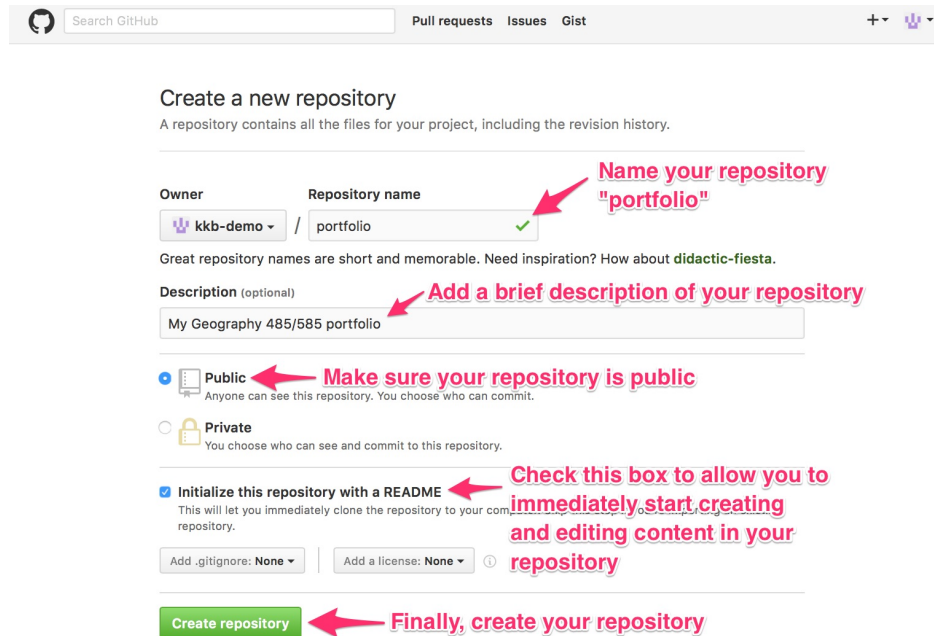 Search GitHub
Pull requests Issues Gist
Create a new repository
A repository contains all the files for your project, including the revision history.
Name your repository
"portfolio"
Owner Repository name
kkb-demo / portfolio
Great repository names are short and memorable. Need inspiration? How about didactic-fiesta.
Add a brief description of your repository
Description (optional)
My Geography 485/585 portfolio
Public
Make sure your repository is public
Anyone can see this repository. You choose who can commit.
Private
You choose who can see and commit to this repository.
Check this box to allow you to
immediately start creating
and editing content in your
repository
Initialize this repository with a README
This will let you immediately clone the repository to your
repository.
Add .gitignore: None Add a license: None
Create repository
Finally, create your repository